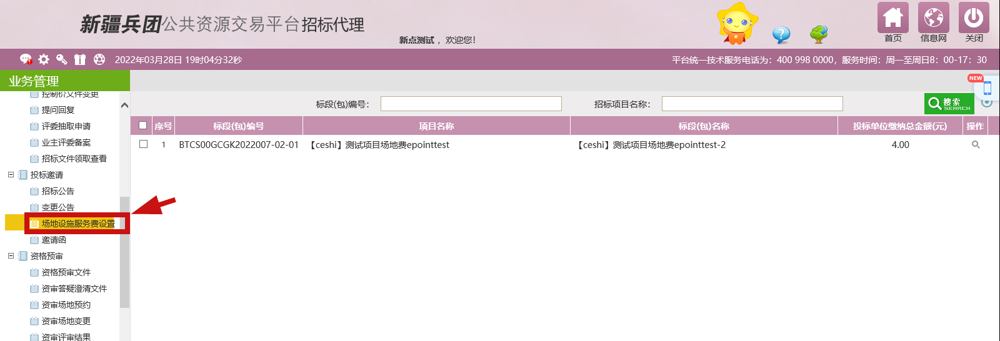 新疆兵团公共资源交易平台招标代理
新点测试，欢迎您！
首页
信息网
关闭
2022年03月28日 19时04分32秒
平台统一技术服务电话为：400 998 0000，服务时间：周一至周日8：00-17：30
业务管理
NEW
控制价文件变更
提问回复
评委抽取申请
业主评委备案
招标文件领取查看
投标邀请
招标公告
变更公告
场地设施服务费设置
邀请函
资格预审
资格预审文件
资审答疑澄清文件
资审场地预约
资审场地变更
资审评审结果
标段(包)编号：
招标项目名称：
搜索
SEARCH
序号 标段(包)编号 项目名称 标段(包)名称 投标单位缴纳总金额(元) 操作
1 BTCS00GCGK2022007-02-01 【ceshi】测试项目场地费epointtest 【ceshi】测试项目场地费epointtest-2 4.00